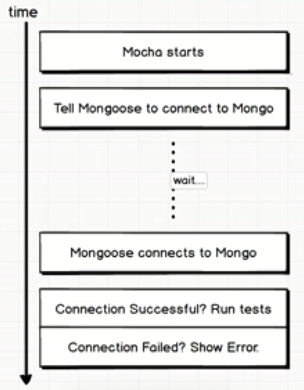 time
Mocha starts
Tell Mongoose to connect to Mongo
wait...
Mongoose connects to Mongo
Connection Successful? Run tests
Connection Failed? Show Error.